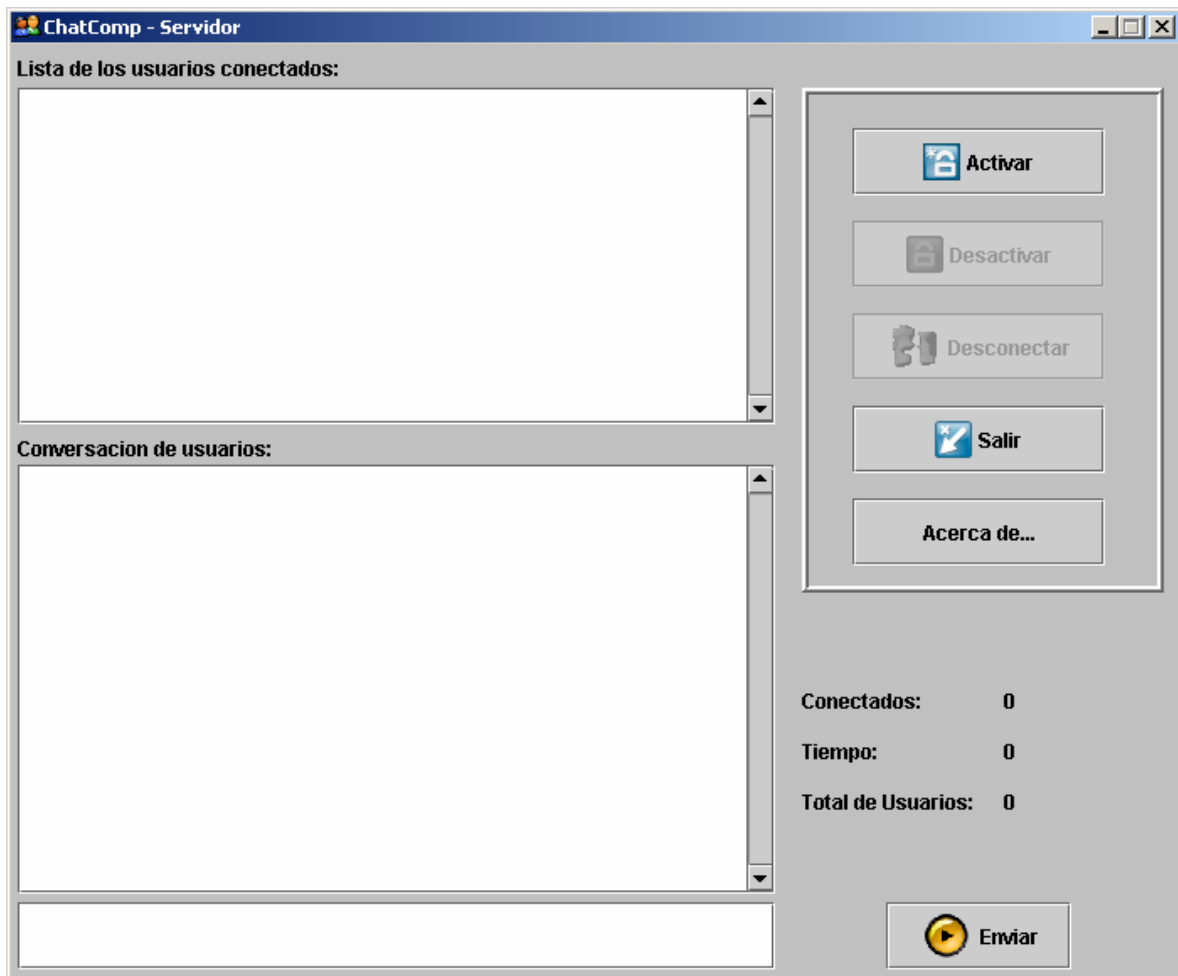 ChatComp - Servidor
Lista de los usuarios conectados:
Activar
Desactivar
Desconectar
Salir
Acerca de...
Conversacion de usuarios:
Conectados: 0
Tiempo: 0
Total de Usuarios: 0
Enviar